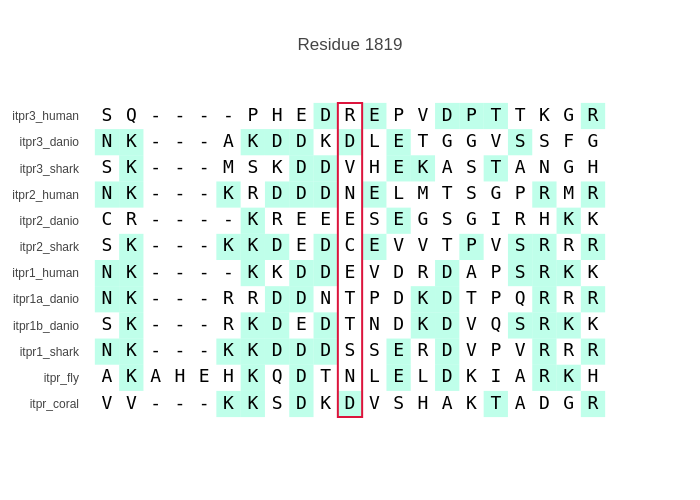 Residue 1819
itpr3_human S Q - - - - P H E D R E P V D P T T K G R
itpr3_danio N K - - - A K D D K D L E T G G V S S F G
itpr3_shark S K - - - M S K D D V H E K A S T A N G H
itpr2_human N K - - - K R D D D N E L M T S G P R M R
itpr2_danio C R - - - - K R E E E S E G S G I R H K K
itpr2_shark S K - - - K K D E D C E V V T P V S R R R
itpr1_human N K - - - - K K D D E V D R D A P S R K K
itpr1a_danio N K - - - R R D D N T P D K D T P Q R R R
itpr1b_danio S K - - - R K D E D T N D K D V Q S R K K
itpr1_shark N K - - - K K D D D S S E R D V P V R R R
itpr_fly A K A H E H K Q D T N L E L D K I A R K H
itpr_coral V V - - - K K S D K D V S H A K T A D G R